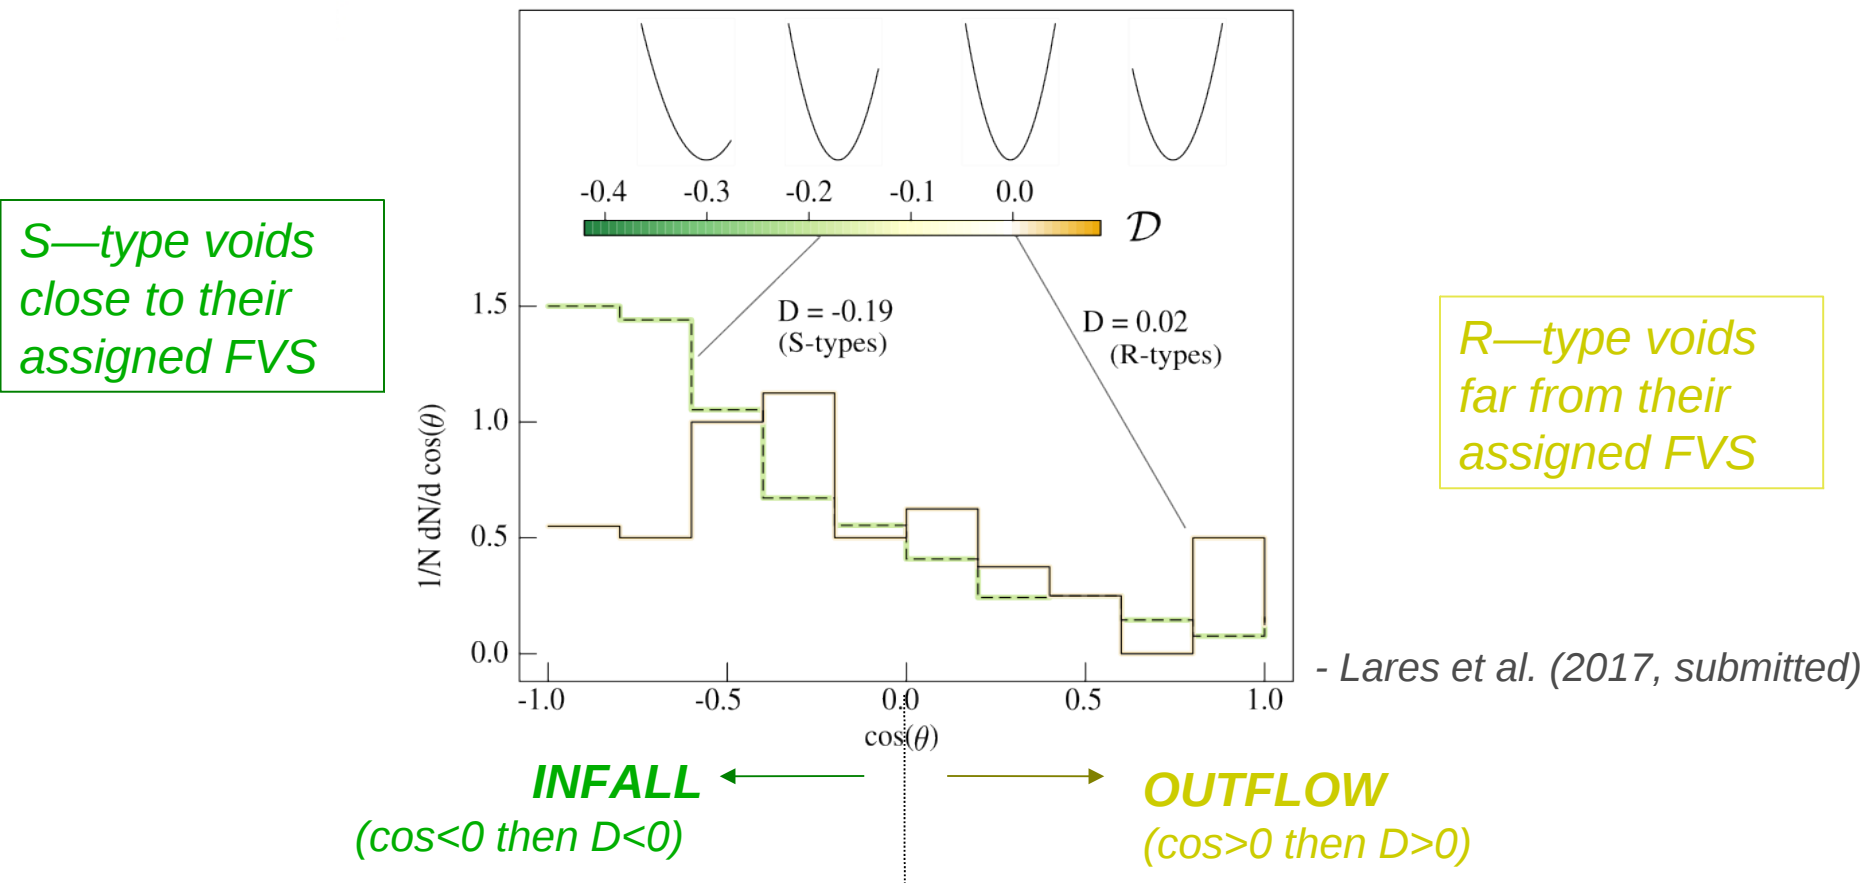 -0.4 -0.3 -0.2 -0.1 0.0
𝒟
S—type voids
close to their
assigned FVS
D = -0.19
(S-types)
D = 0.02
(R-types)
R—type voids
far from their
assigned FVS
1/N dN/d cos(θ)
1.5
1.0
0.5
0.0
-1.0 -0.5 0.0 0.5 1.0
cos(θ)
- Lares et al. (2017, submitted)
INFALL
(cos<0 then D<0)
OUTFLOW
(cos>0 then D>0)